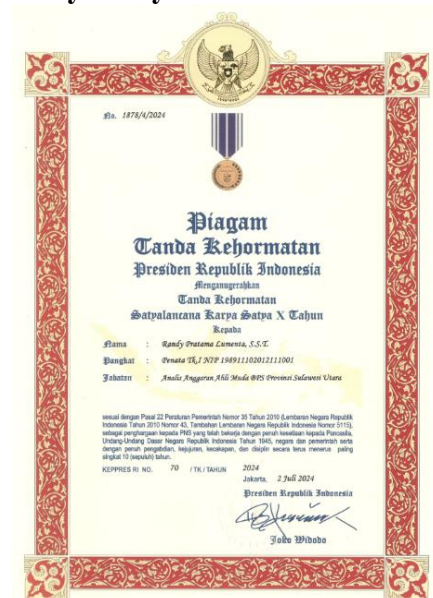 No. 1878/4/2024
Piagam
Tanda Kehormatan
Presiden Republik Indonesia
Menganugerahkan
Tanda Kehormatan
Satyalancana Karya Satya X Tahun
Kepada
Nama : Randy Pratama Lumenta, S.S.T.
Pangkat : Penata Tk.I NIP 198911102012111001
Jabatan : Analis Anggaran Ahli Muda BPS Provinsi Sulawesi Utara
sesuai dengan Pasal 22 Peraturan Pemerintah Nomor 35 Tahun 2010 (Lembaran Negara Republik
Indonesia Tahun 2010 Nomor 43, Tambahan Lembaran Negara Republik Indonesia Nomor 5115),
sebagai penghargaan kepada PNS yang telah bekerja dengan penuh kesetiaan kepada Pancasila,
Undang-Undang Dasar Negara Republik Indonesia Tahun 1945, negara dan pemerintah serta
dengan penuh pengabdian, kejujuran, kecakapan, dan disiplin secara terus menerus paling
singkat 10 (sepuluh) tahun.
KEPPRES RI NO. 70 / TK / TAHUN 2024
Jakarta, 2 Juli 2024
Presiden Republik Indonesia
Joko Widodo